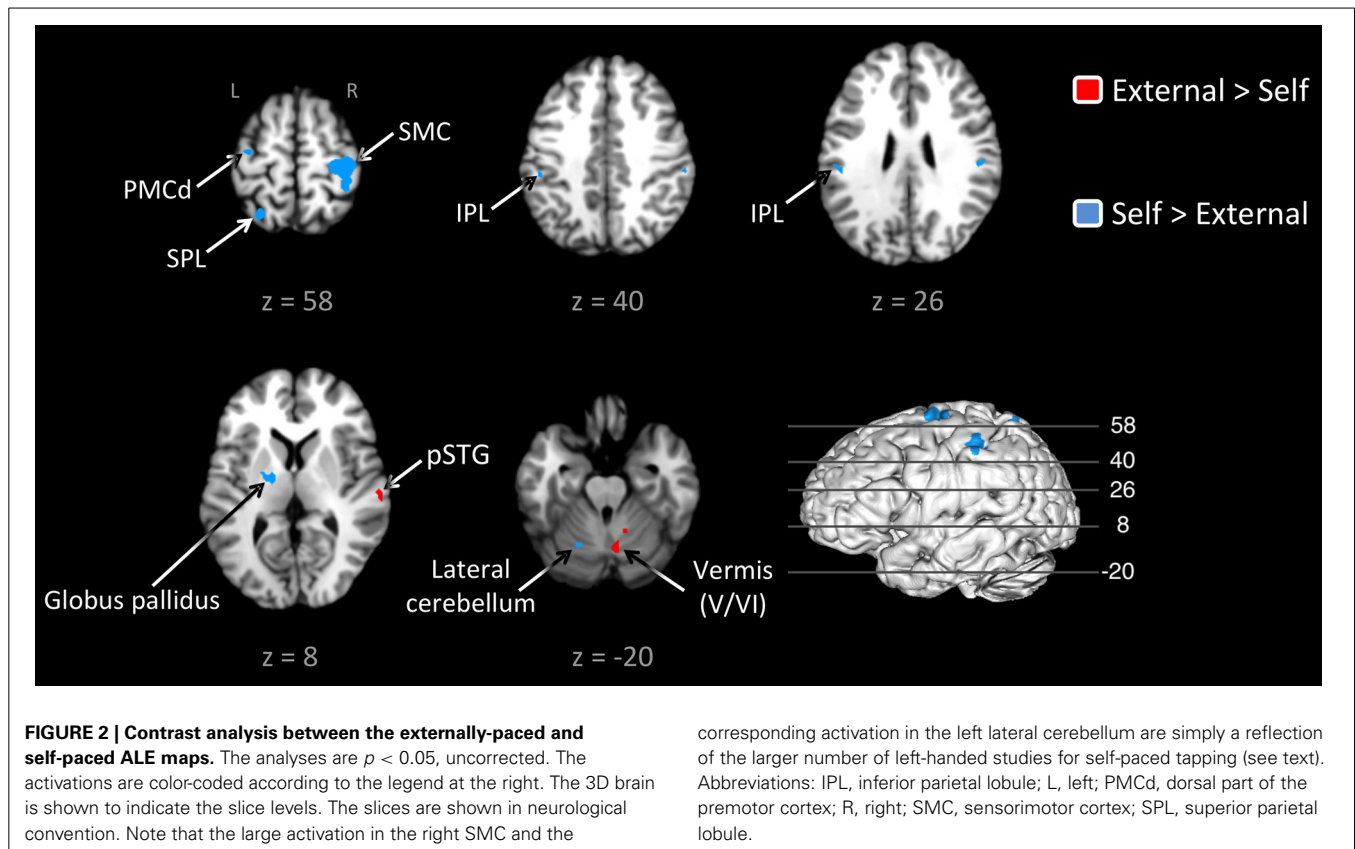 L
R
SMC
PMCd
SPL
z = 58
IPL
z = 40
IPL
z = 26
External > Self
Self > External
pSTG
Globus pallidus
z = 8
Lateral
cerebellum
Vermis
(V/VI)
z = -20
58
40
26
8
-20
FIGURE 2 | Contrast analysis between the externally-paced and
self-paced ALE maps. The analyses are p < 0.05, uncorrected. The
activations are color-coded according to the legend at the right. The 3D brain
is shown to indicate the slice levels. The slices are shown in neurological
convention. Note that the large activation in the right SMC and the
corresponding activation in the left lateral cerebellum are simply a reflection
of the larger number of left-handed studies for self-paced tapping (see text).
Abbreviations: IPL, inferior parietal lobule; L, left; PMCd, dorsal part of the
premotor cortex; R, right; SMC, sensorimotor cortex; SPL, superior parietal
lobule.